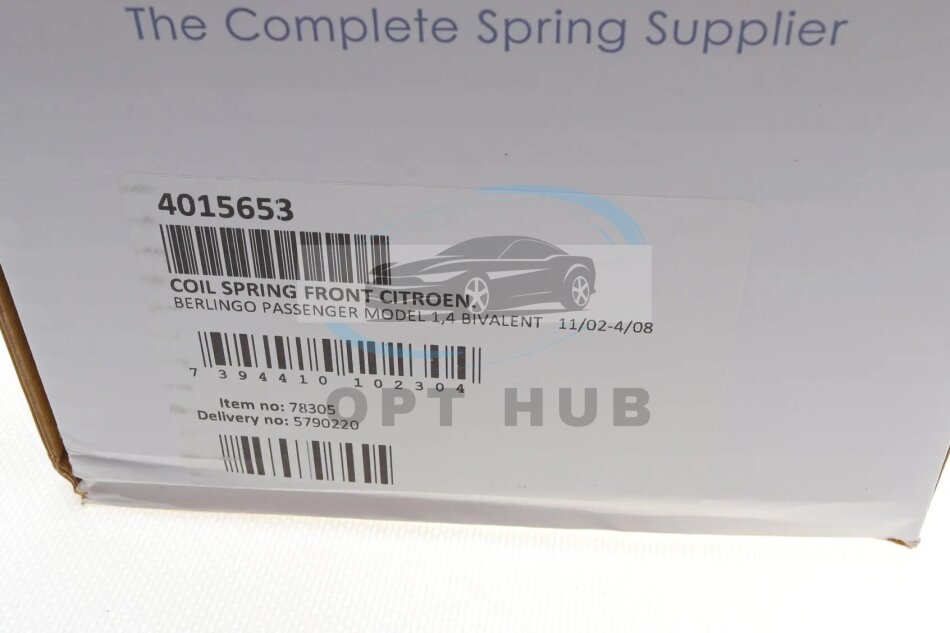 The Complete Spring Supplier
4015653
COIL SPRING FRONT CITROEN,
BERLINGO PASSENGER MODEL 1,4 BIVALENT 11/02-4/08
7 394410 102304
Item no: 78305
Delivery no: 5790220
OPT HUB